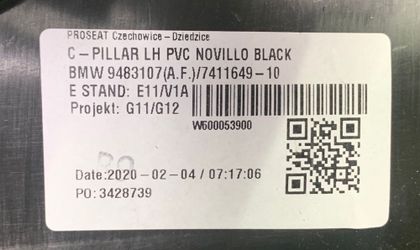 PROSEAT Czechowice - Dziedzice
C-PILLAR LH PVC NOVILLO BLACK
BMW 9483107(A.F.)/7411649-10
E STAND: E11/V1A
Projekt: G11/G12
W600053900
Date:2020-02-04 / 07:17:06
PO:3428739